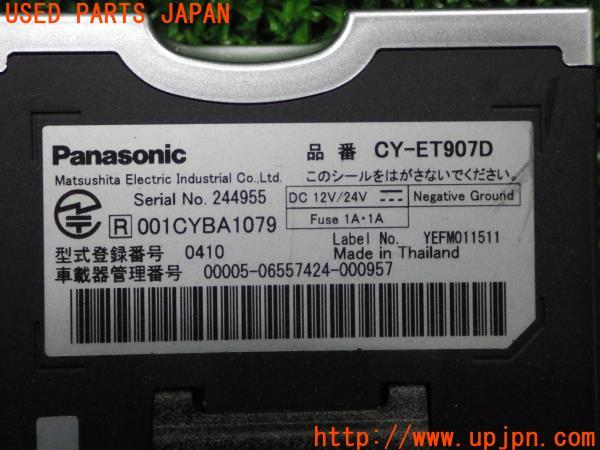 USED PARTS JAPAN
Panasonic
品番 CY-ET907D
Matsushita Electric Industrial Co.,Ltd.
このシールをはがさないでください。
Serial No. 244955
DC 12V/24V
Negative Ground
Fuse 1A・1A
R 001CYBA1079
Label No. YEFM011511
型式登録番号 0410
Made in Thailand
車載器管理番号 00005-06557424-000957
UPJ http://www.upjpn.com/